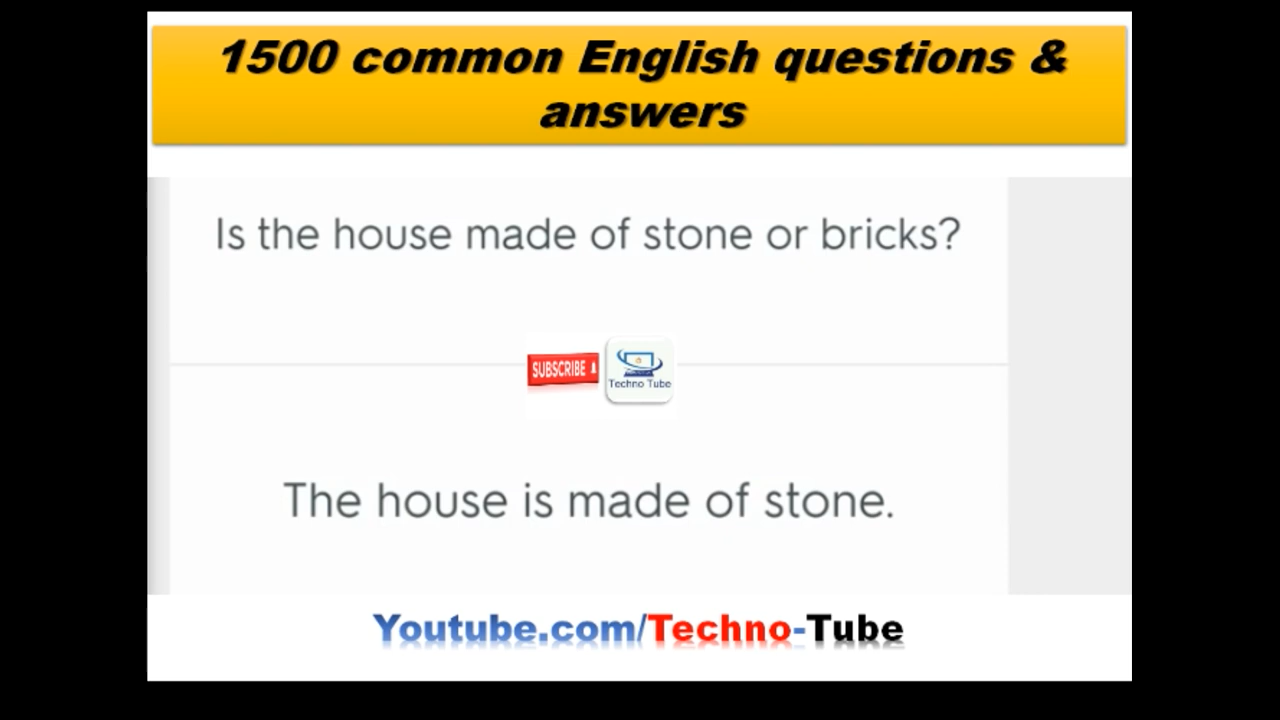 1500 common English questions &
answers
Is the house made of stone or bricks?
SUBSCRIBE
Techno Tube
The house is made of stone.
Youtube.com/Techno-Tube